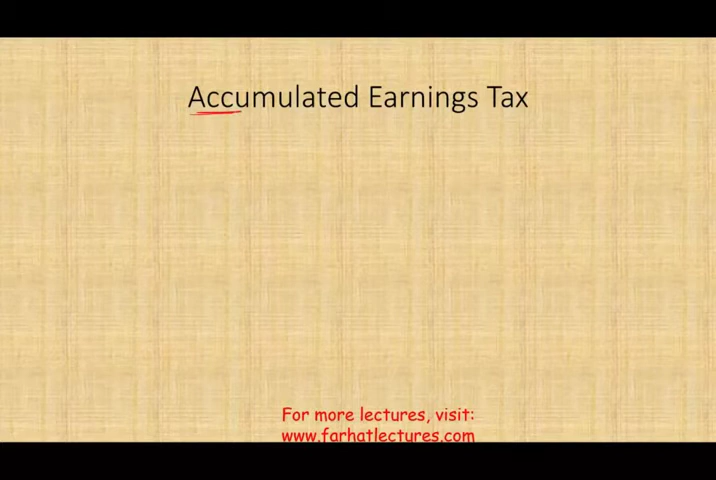 Accumulated Earnings Tax
For more lectures, visit:
www.farhatlectures.com